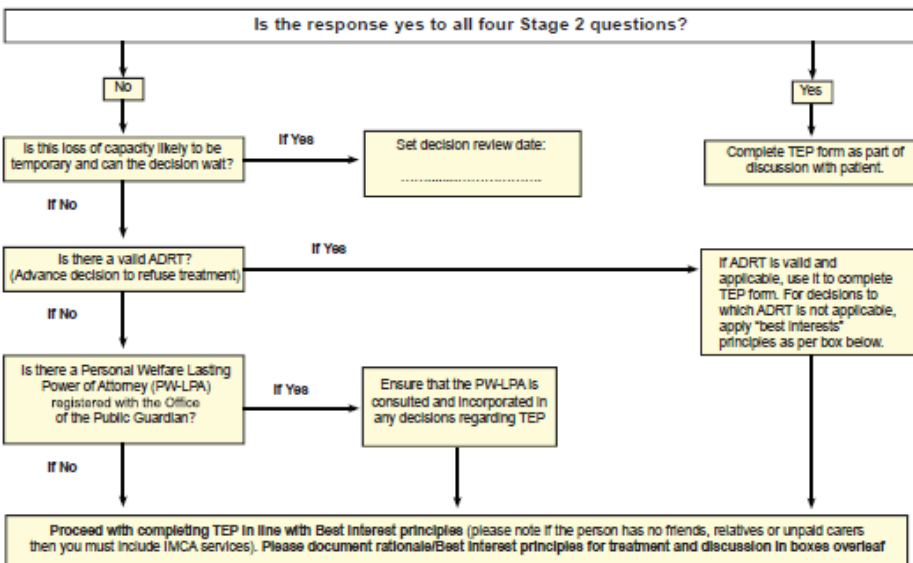 Is the response yes to all four Stage 2 questions?
No
Yes
Is this loss of capacity likely to be
temporary and can the decision wait?
If Yes
Set decision review date:
.......................................
Complete TEP form as part of
discussion with patient.
If No
Is there a valid ADRT?
(Advance decision to refuse treatment)
If Yes
If ADRT is valid and
applicable, use it to complete
TEP form. For decisions to
which ADRT is not applicable,
apply "best interests"
principles as per box below.
If No
Is there a Personal Welfare Lasting
Power of Attorney (PW-LPA)
registered with the Office
of the Public Guardian?
If Yes
Ensure that the PW-LPA is
consulted and incorporated in
any decisions regarding TEP
If No
Proceed with completing TEP in line with Best Interest principles (please note if the person has no friends, relatives or unpaid carers
then you must include IMCA services). Please document rationale/Best Interest principles for treatment and discussion in boxes overleaf